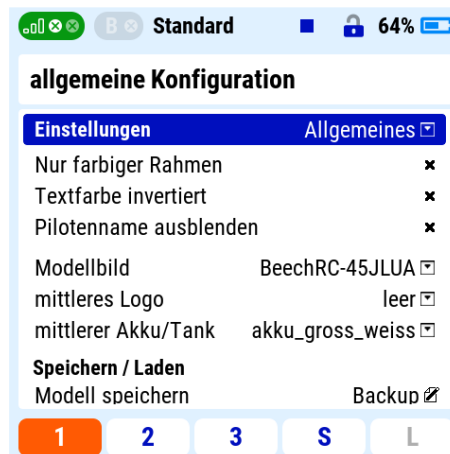 B Standard 64%
allgemeine Konfiguration
Einstellungen Allgemeines
Nur farbiger Rahmen
Textfarbe invertiert
Pilotenname ausblenden
Modellbild BeechRC-45JLUA
mittleres Logo leer
mittlerer Akku/Tank akku_gross_weiss
Speichern / Laden
Modell speichern Backup
1 2 3 S L